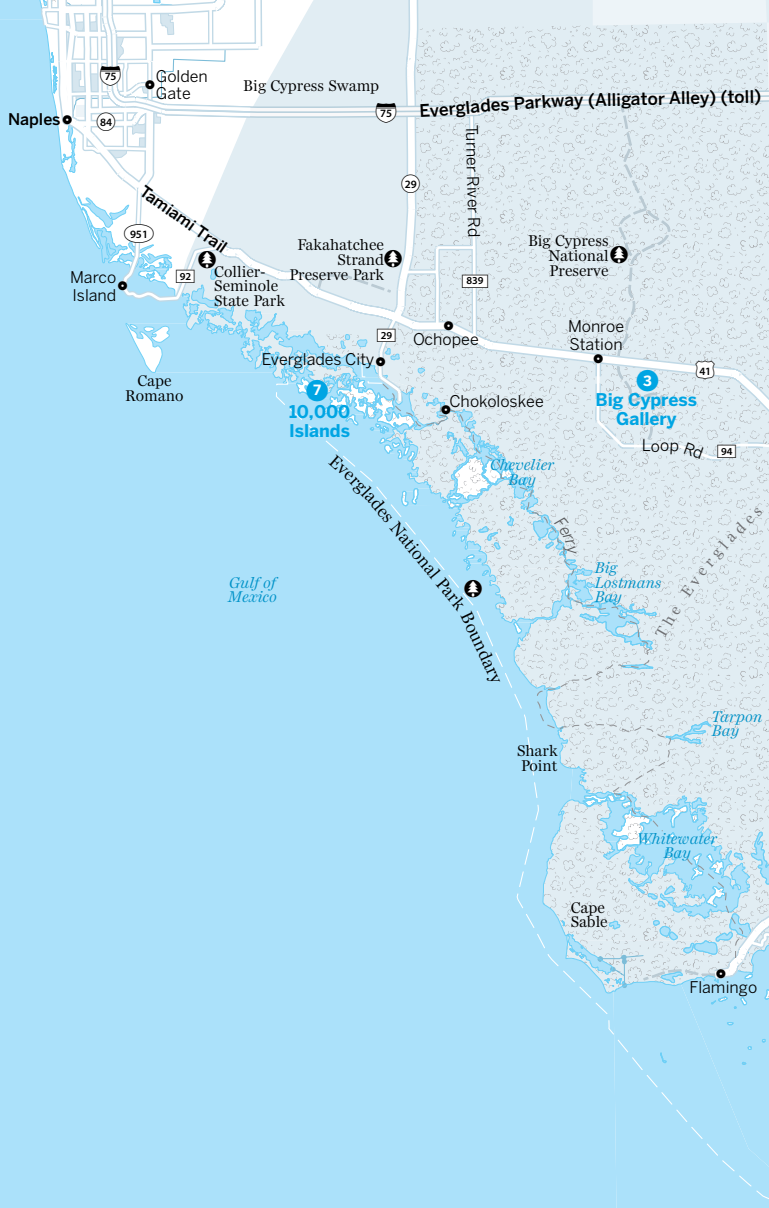 75
Golden
Gate
Big Cypress Swamp
75
Everglades Parkway (Alligator Alley) (toll)
Naples
84
Turner River Rd
29
Tamiami Trail
951
Fakahatchee
Strand
Preserve Park
Big Cypress
National
Preserve
Marco
Island
92
Collier-
Seminole
State Park
839
Ochopee
Monroe
Station
29
Everglades City
41
Cape
Romano
7
10,000
Islands
3
Big Cypress
Gallery
Chokoloskee
Loop Rd
94
Chevelier
Bay
Everglades National Park Boundary
Ferry
The Everglades
Gulf of
Mexico
Big
Lostmans
Bay
Tarpon
Bay
Shark
Point
Whitewater
Bay
Cape
Sable
Flamingo